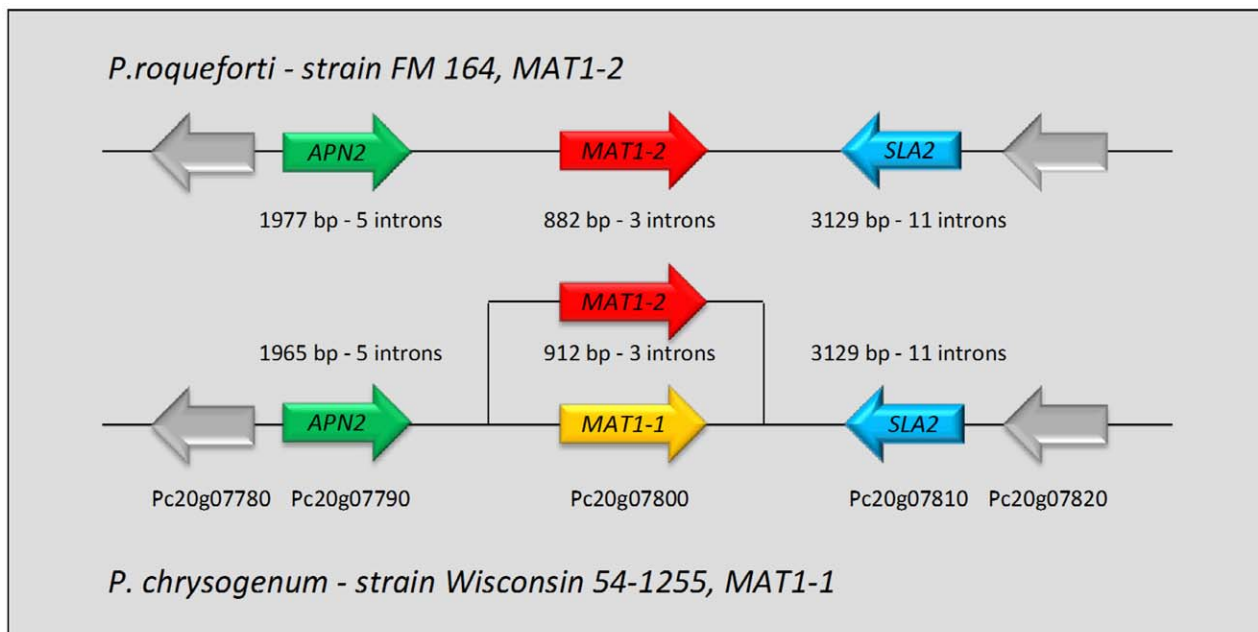 P.roqueforti - strain FM 164, MAT1-2
APN2 MAT1-2 SLA2
1977 bp - 5 introns 882 bp - 3 introns 3129 bp - 11 introns
MAT1-2
1965 bp - 5 introns 912 bp - 3 introns 3129 bp - 11 introns
APN2 MAT1-1 SLA2
Pc20g07780 Pc20g07790 Pc20g07800 Pc20g07810 Pc20g07820
P. chrysogenum - strain Wisconsin 54-1255, MAT1-1